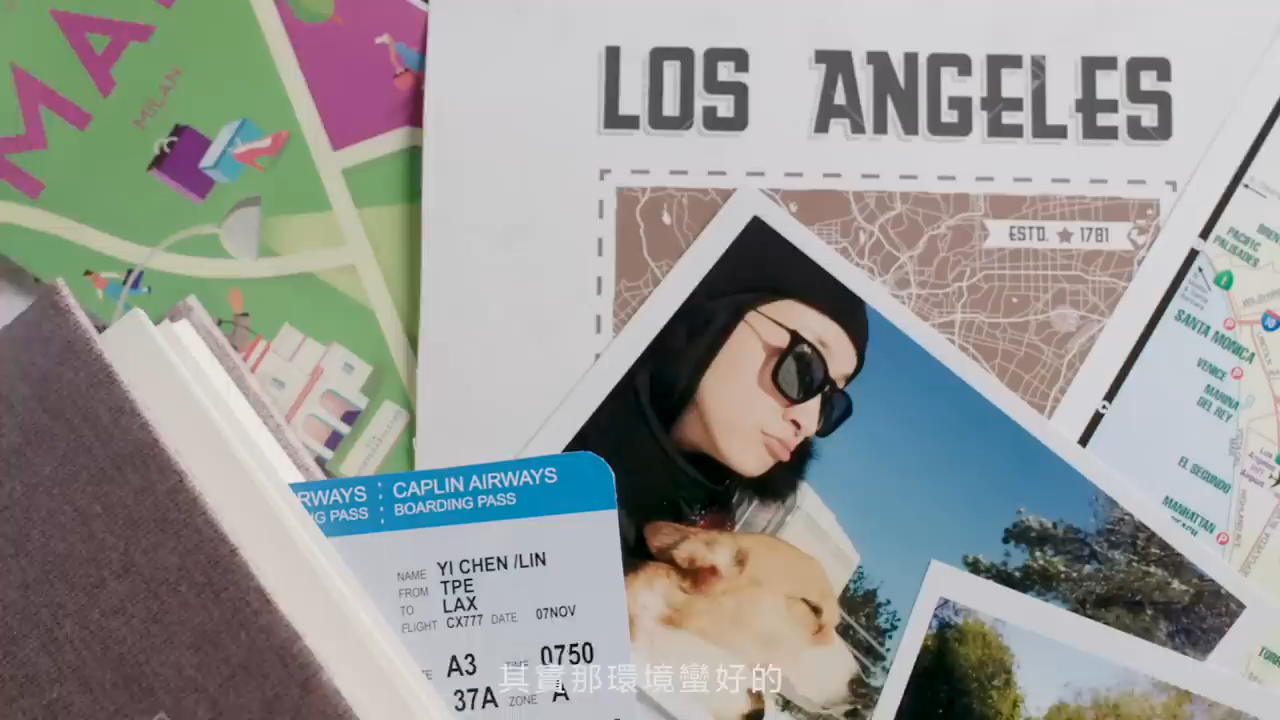 MA
MILAN
LOS ANGELES
ESTD. ★ 1781
PACIFIC
PALISADES
SANTA MONICA
VENICE
MARINA
DEL REY
EL SEGUNDO
MANHATTAN
RWAYS
NG PASS
CAPLIN AIRWAYS
BOARDING PASS
NAME YI CHEN /LIN
FROM TPE
TO LAX
FLIGHT CX777 DATE 07NOV
A3 TIME 0750
37A ZONE A
其實那環境蠻好的